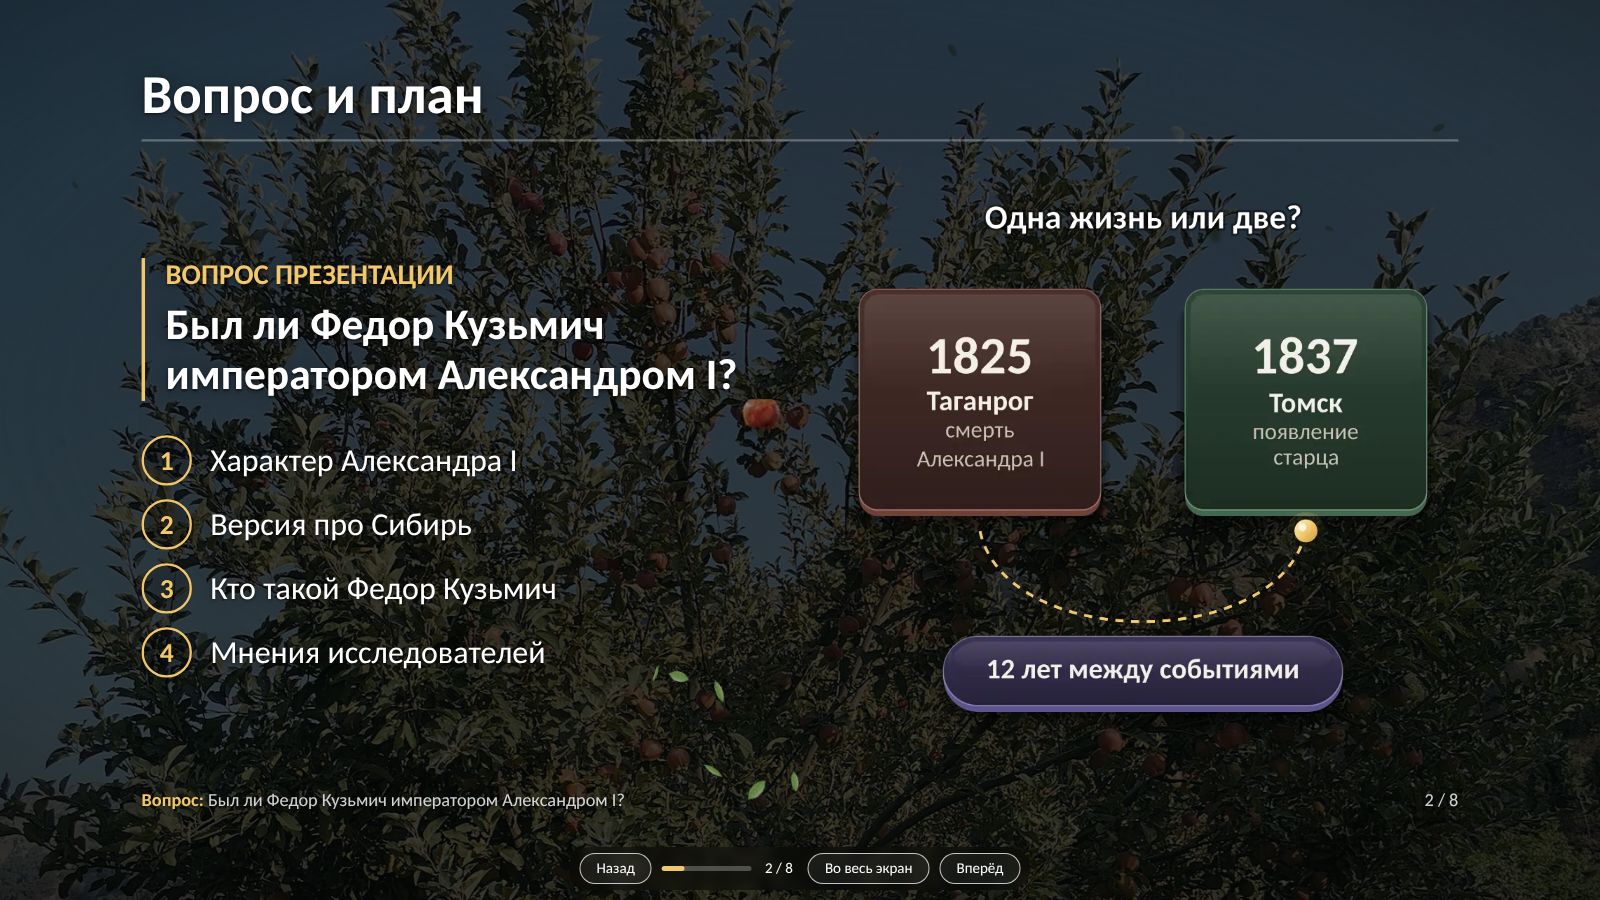 Вопрос и план
ВОПРОС ПРЕЗЕНТАЦИИ
Был ли Федор Кузьмич
императором Александром I?
1 Характер Александра I
2 Версия про Сибирь
3 Кто такой Федор Кузьмич
4 Мнения исследователей
Одна жизнь или две?
1825
Таганрог
смерть
Александра I
1837
Томск
появление
старца
12 лет между событиями
Вопрос: Был ли Федор Кузьмич императором Александром I?
2 / 8
Назад
2 / 8
Во весь экран
Вперёд